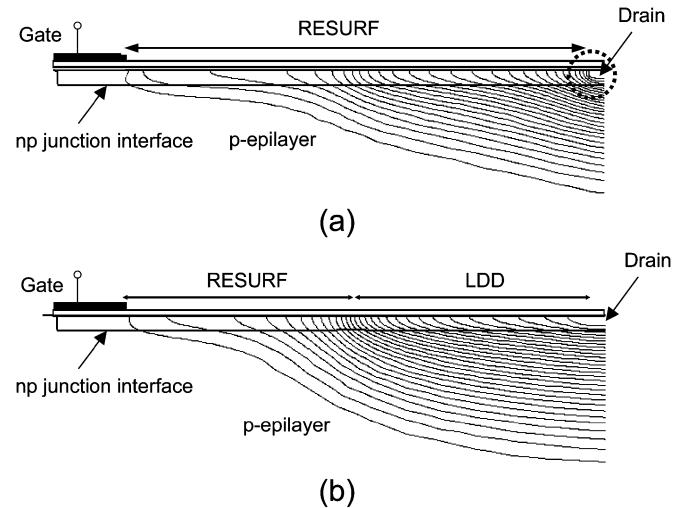 RESURF
Drain
Gate
np junction interface
p-epilayer
(a)
Drain
RESURF
LDD
Gate
np junction interface
p-epilayer
(b)